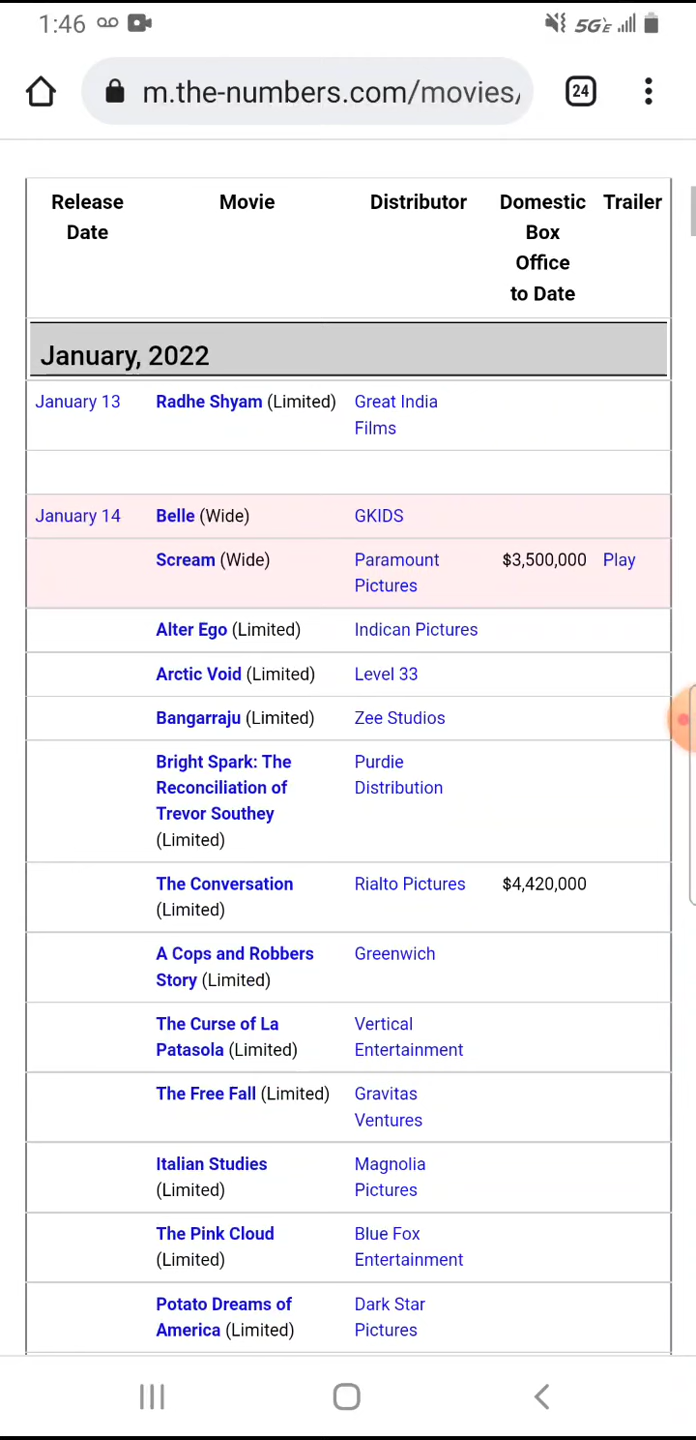 1:46
5GE
m.the-numbers.com/movies/
24
Release Date Movie Distributor Domestic Box Office to Date Trailer
January, 2022
January 13 Radhe Shyam (Limited) Great India Films
January 14 Belle (Wide) GKIDS
Scream (Wide) Paramount Pictures $3,500,000 Play
Alter Ego (Limited) Indican Pictures
Arctic Void (Limited) Level 33
Bangarraju (Limited) Zee Studios
Bright Spark: The Reconciliation of Trevor Southey (Limited) Purdie Distribution
The Conversation (Limited) Rialto Pictures $4,420,000
A Cops and Robbers Story (Limited) Greenwich
The Curse of La Patasola (Limited) Vertical Entertainment
The Free Fall (Limited) Gravitas Ventures
Italian Studies (Limited) Magnolia Pictures
The Pink Cloud (Limited) Blue Fox Entertainment
Potato Dreams of America (Limited) Dark Star Pictures